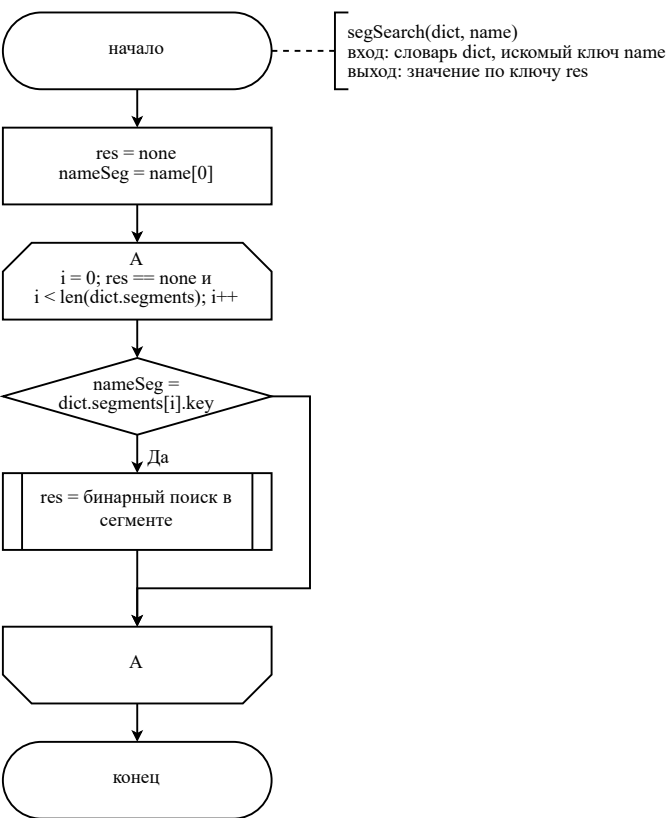 начало
segSearch(dict, name)
вход: словарь dict, искомый ключ name
выход: значение по ключу res
res = none
nameSeg = name[0]
А
i = 0; res == none и
i < len(dict.segments); i++
nameSeg =
dict.segments[i].key
Да
res = бинарный поиск в
сегменте
А
конец